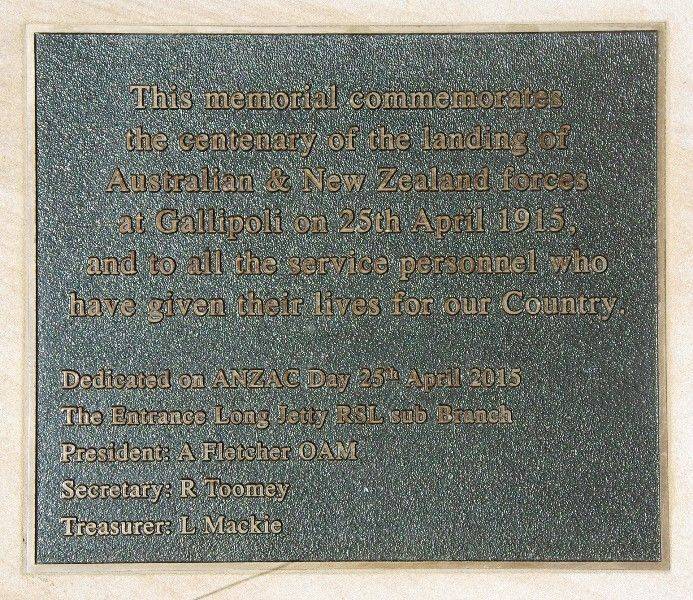 This memorial commemorates
the centenary of the landing of
Australian & New Zealand forces
at Gallipoli on 25th April 1915,
and to all the service personnel who
have given their lives for our Country.
Dedicated on ANZAC Day 25th April 2015
The Entrance Long Jetty RSL sub Branch
President: A Fletcher OAM
Secretary: R Toomey
Treasurer: L Mackie